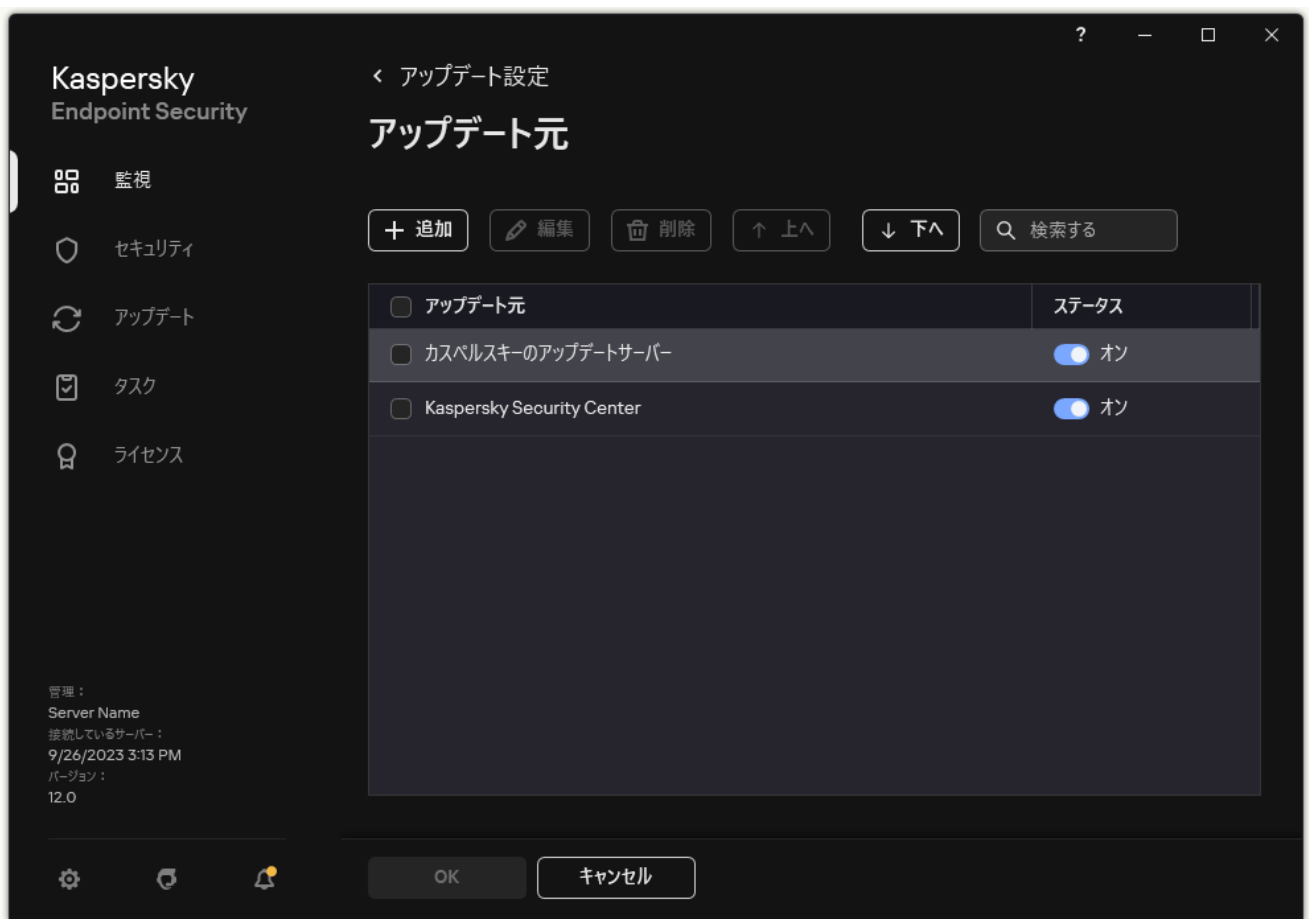 ?
Kaspersky
Endpoint Security
アップデート設定
アップデート元
監視
セキュリティ
アップデート
タスク
ライセンス
追加 編集 削除 上へ 下へ 検索する
アップデート元 ステータス
カスペルスキーのアップデートサーバー オン
Kaspersky Security Center オン
管理：
Server Name
接続しているサーバー：
9/26/2023 3:13 PM
バージョン：
12.0
OK キャンセル